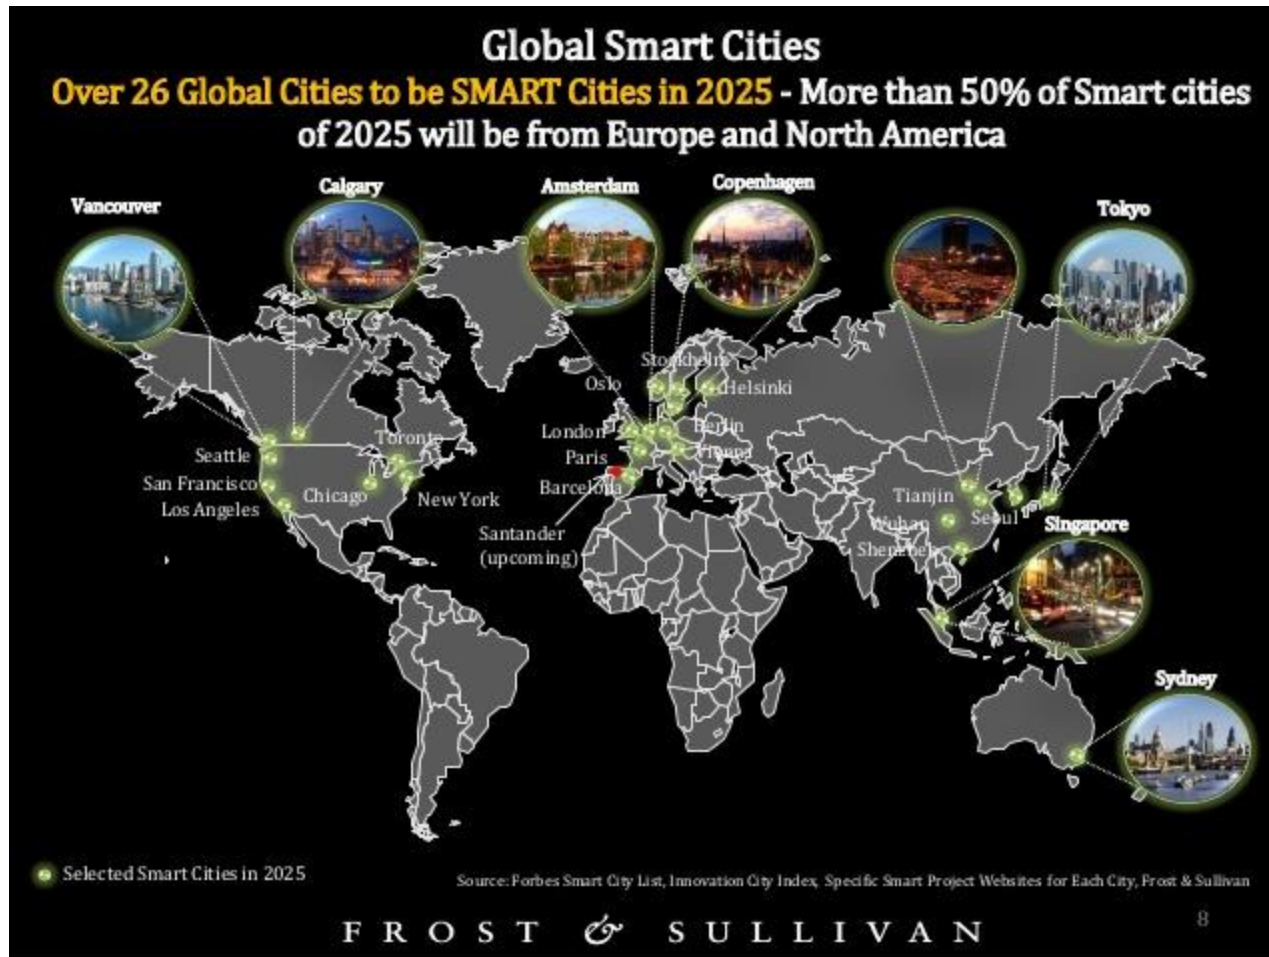 Global Smart Cities
Over 26 Global Cities to be SMART Cities in 2025 - More than 50% of Smart cities
of 2025 will be from Europe and North America
Vancouver
Calgary
Amsterdam
Copenhagen
Tokyo
Stockholm
Oslo
Helsinki
London
Berlin
Toronto
Seattle
Paris
Vienna
San Francisco
Chicago
Barcelona
New York
Los Angeles
Tianjin
Seoul
Wuhan
Singapore
Santander
(upcoming)
Shenzhen
Sydney
Selected Smart Cities in 2025
Source: Forbes Smart City List, Innovation City Index, Specific Smart Project Websites for Each City, Frost & Sullivan
8
FROST & SULLIVAN